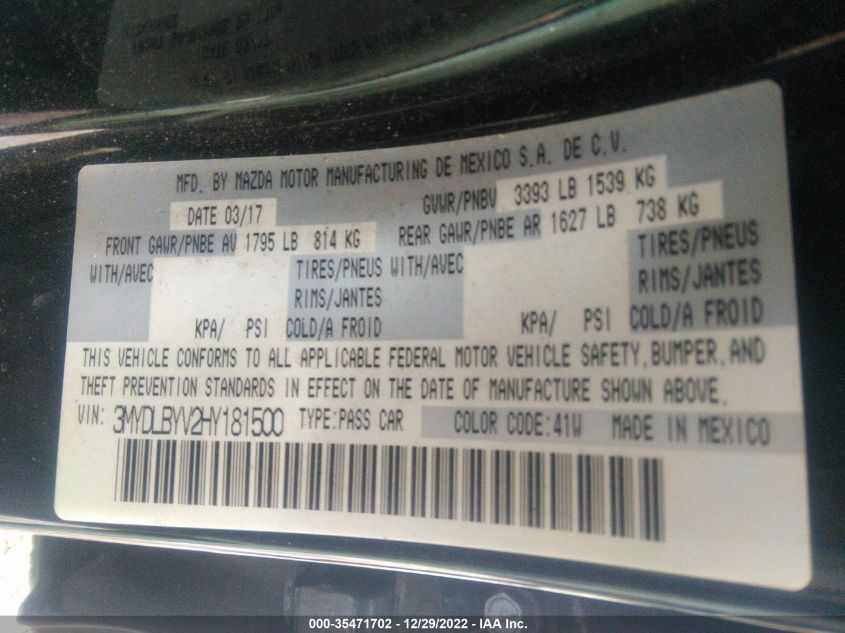 MFD. BY MAZDA MOTOR MANUFACTURING DE MEXICO S.A. DE C.V.
DATE 03/17 GVWR/PNBV 3393 LB 1539 KG
FRONT GAWR/PNBE AV 1795 LB 814 KG REAR GAWR/PNBE AR 1627 LB 738 KG
WITH/AVEC TIRES/PNEUS WITH/AVEC TIRES/PNEUS
RIMS/JANTES RIMS/JANTES
KPA/ PSI COLD/A FROID KPA/ PSI COLD/A FROID
THIS VEHICLE CONFORMS TO ALL APPLICABLE FEDERAL MOTOR VEHICLE SAFETY, BUMPER, AND
THEFT PREVENTION STANDARDS IN EFFECT ON THE DATE OF MANUFACTURE SHOWN ABOVE.
VIN: 3MYDLBYV2HY181500 TYPE:PASS CAR COLOR CODE:41W MADE IN MEXICO
000-35471702 - 12/29/2022 - IAA Inc.